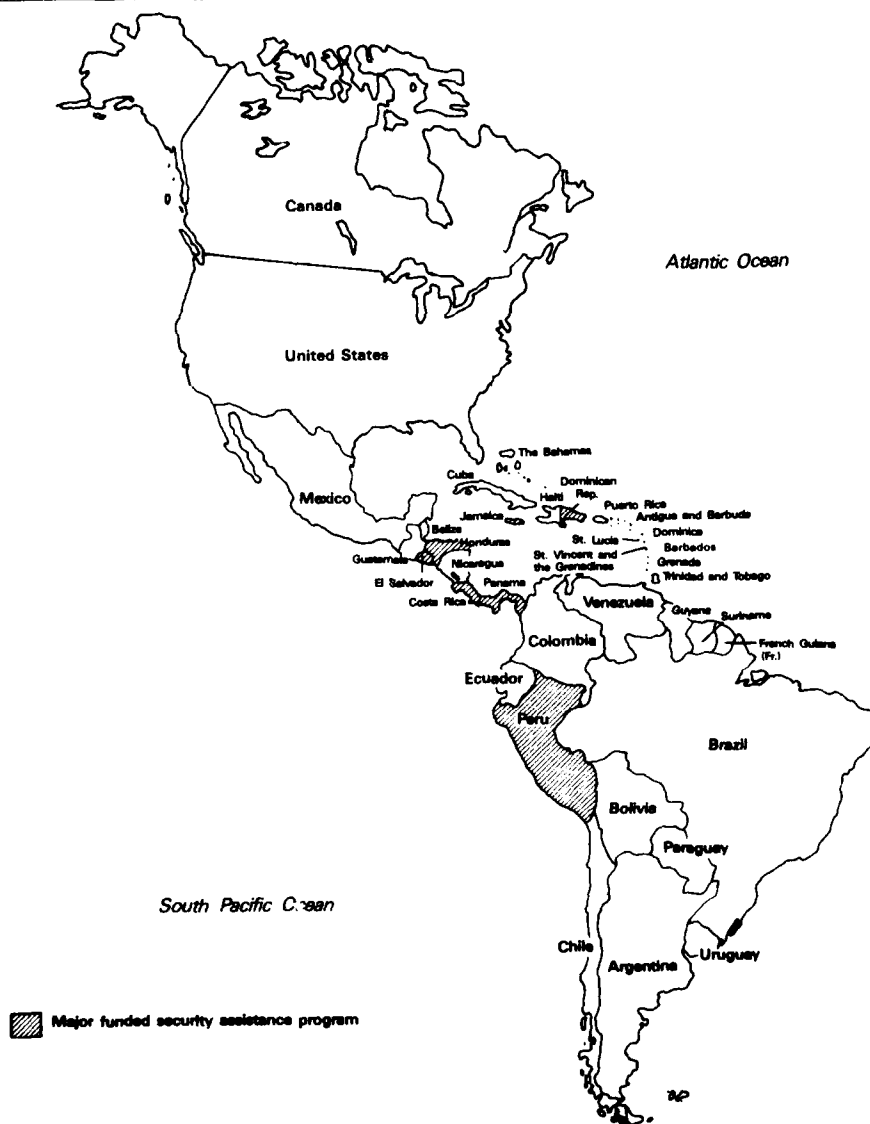 Canada
Atlantic Ocean
United States
The Bahamas
Cuba
Dominican
Rep.
Haiti
Mexico
Puerto Rico
Jamaica
Antigua and Barbuda
Belize
Dominica
Honduras
St. Lucia
Barbados
Guatemala
Nicaragua
St. Vincent and
the Grenadines
Grenada
El Salvador
Panama
Trinidad and Tobago
Costa Rica
Venezuela
Guyana
Suriname
Colombia
French Guiana
(Fr.)
Ecuador
Peru
Brazil
Bolivia
Paraguay
South Pacific Ocean
Chile
Uruguay
Argentina
Major funded security assistance program